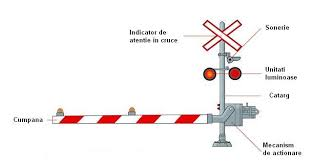 Indicator de
atentie in cruce
Sonerie
Unitati
luminoase
Catarg
Cumpana
Mecanism
de actionare